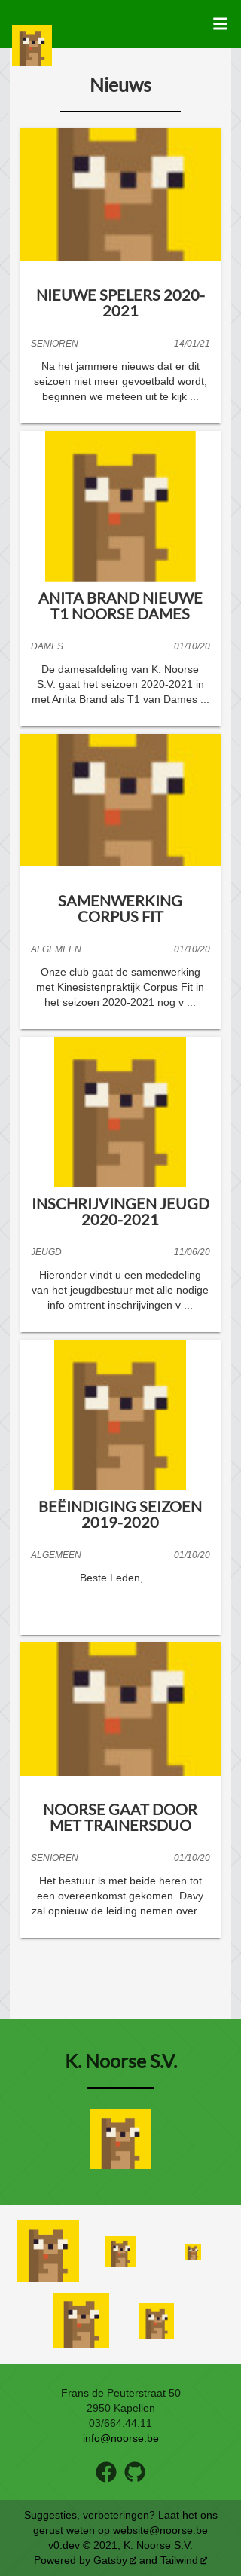 Nieuws
NIEUWE SPELERS 2020-
2021
SENIOREN 14/01/21
Na het jammere nieuws dat er dit
seizoen niet meer gevoetbald wordt,
beginnen we meteen uit te kijk ...
ANITA BRAND NIEUWE
T1 NOORSE DAMES
DAMES 01/10/20
De damesafdeling van K. Noorse
S.V. gaat het seizoen 2020-2021 in
met Anita Brand als T1 van Dames ...
SAMENWERKING
CORPUS FIT
ALGEMEEN 01/10/20
Onze club gaat de samenwerking
met Kinesistenpraktijk Corpus Fit in
het seizoen 2020-2021 nog v ...
INSCHRIJVINGEN JEUGD
2020-2021
JEUGD 11/06/20
Hieronder vindt u een mededeling
van het jeugdbestuur met alle nodige
info omtrent inschrijvingen v ...
BEËINDIGING SEIZOEN
2019-2020
ALGEMEEN 01/10/20
Beste Leden, ...
NOORSE GAAT DOOR
MET TRAINERSDUO
SENIOREN 01/10/20
Het bestuur is met beide heren tot
een overeenkomst gekomen. Davy
zal opnieuw de leiding nemen over ...
K. Noorse S.V.
Frans de Peuterstraat 50
2950 Kapellen
03/664.44.11
info@noorse.be
Suggesties, verbeteringen? Laat het ons
gerust weten op website@noorse.be
v0.dev © 2021, K. Noorse S.V.
Powered by Gatsby and Tailwind